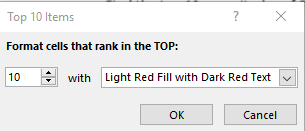 Top 10 Items
?
Format cells that rank in the TOP:
10 with Light Red Fill with Dark Red Text
OK Cancel